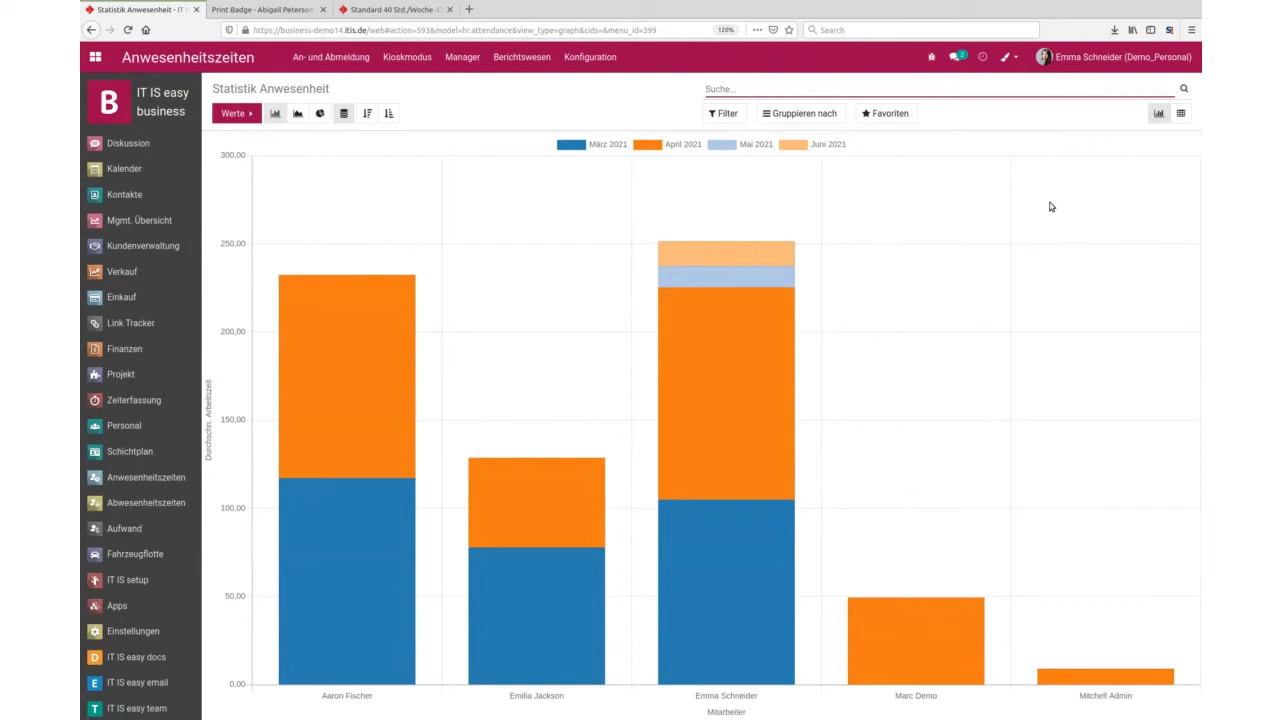 Statistik Anwesenheit - IT I
Print Badge - Abigail Peterson
Standard 40 Std./Woche -
https://business-demo14.itis.de/web#action=593&model=hr.attendance&view_type=graph&cids=&menu_id=399
120%
Search
Anwesenheitszeiten
An- und Abmeldung
Kioskmodus
Manager
Berichtswesen
Konfiguration
2
Emma Schneider (Demo_Personal)
B
IT IS easy
business
Statistik Anwesenheit
Suche...
Werte
Filter
Gruppieren nach
Favoriten
Diskussion
Kalender
Kontakte
Mgmt. Übersicht
Kundenverwaltung
Verkauf
Einkauf
Link Tracker
Finanzen
Projekt
Zeiterfassung
Personal
Schichtplan
Anwesenheitszeiten
Abwesenheitszeiten
Aufwand
Fahrzeugflotte
IT IS setup
Apps
Einstellungen
D IT IS easy docs
E IT IS easy email
T IT IS easy team
März 2021
April 2021
Mai 2021
Juni 2021
300,00
250,00
200,00
150,00
100,00
50,00
0,00
Durchschn. Arbeitszeit
Aaron Fischer
Emilia Jackson
Emma Schneider
Marc Demo
Mitchell Admin
Mitarbeiter